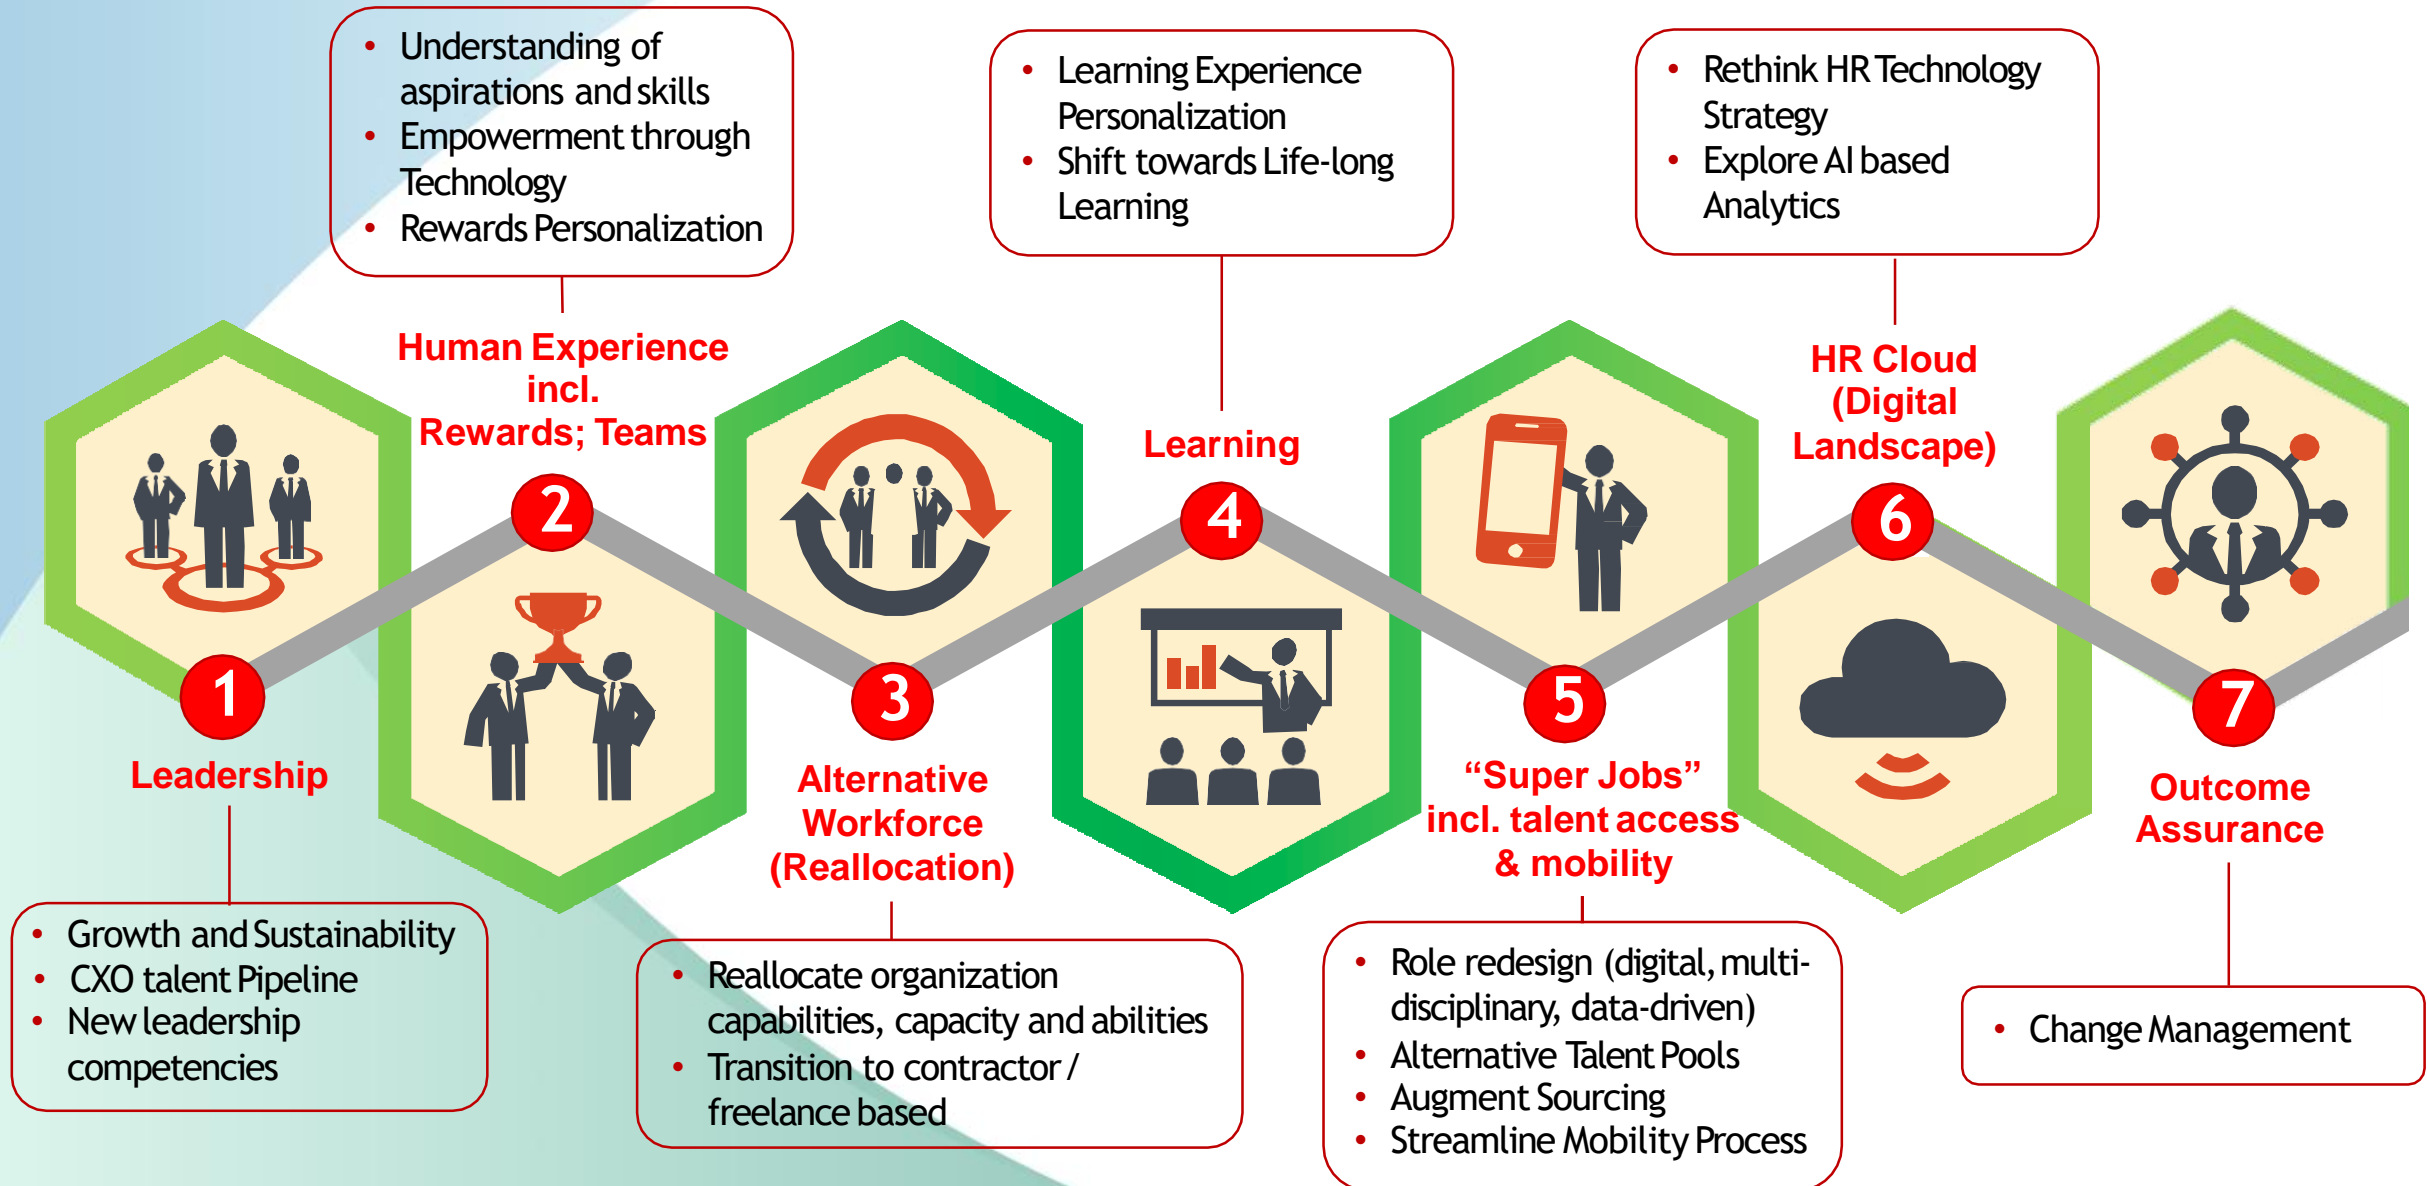 • Understanding of
aspirations and skills
• Empowerment through
Technology
• Rewards Personalization
• Learning Experience
Personalization
• Shift towards Life-long
Learning
• Rethink HR Technology
Strategy
• Explore AI based
Analytics
Human Experience
incl.
Rewards; Teams
Learning
HR Cloud
(Digital
Landscape)
2
4
6
1
3
5
7
Leadership
Alternative
Workforce
(Reallocation)
“Super Jobs”
incl. talent access
& mobility
Outcome
Assurance
• Growth and Sustainability
• CXO talent Pipeline
• New leadership
competencies
• Reallocate organization
capabilities, capacity and abilities
• Transition to contractor /
freelance based
• Role redesign (digital, multi-
disciplinary, data-driven)
• Alternative Talent Pools
• Augment Sourcing
• Streamline Mobility Process
• Change Management